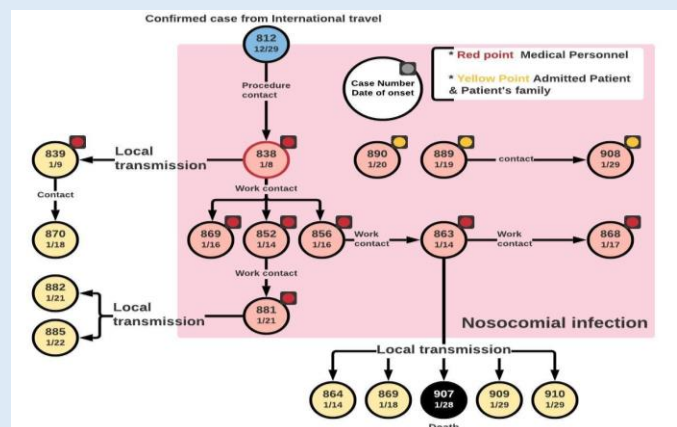 Confirmed case from International travel
812
12/29
* Red point Medical Personnel
* Yellow Point Admitted Patient
& Patient's family
Case Number
Date of onset
Procedure
contact
839
1/9
Local
transmission
838
1/8
890
1/20
889
1/19
contact
908
1/29
Contact
Work contact
870
1/18
869
1/16
852
1/14
856
1/16
Work
contact
863
1/14
Work
contact
868
1/17
Work contact
882
1/21
885
1/22
Local
transmission
881
1/21
Nosocomial infection
Local transmission
864
1/14
869
1/18
907
1/28
909
1/29
910
1/29
Death